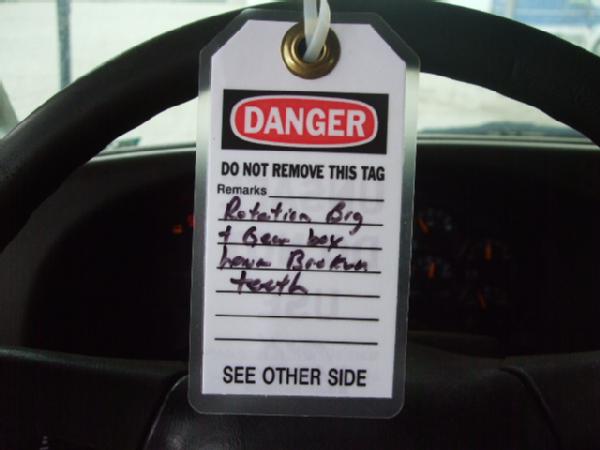 DANGER
DO NOT REMOVE THIS TAG
Remarks
Rotation Brg
& Gear box
have Broken
teeth
SEE OTHER SIDE